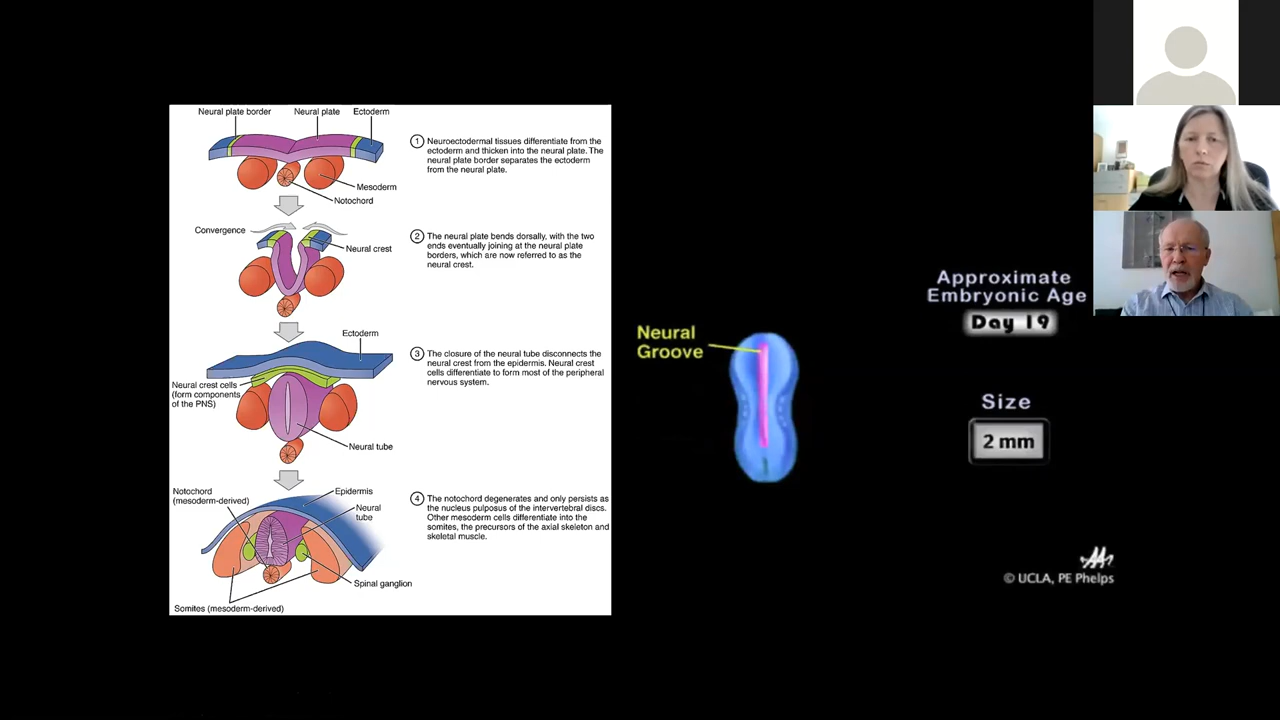 Neural plate border
Neural plate
Ectoderm
1
Neuroectodermal tissues differentiate from the
ectoderm and thicken into the neural plate. The
neural plate border separates the ectoderm
from the neural plate.
Mesoderm
Notochord
Convergence
Neural crest
2
The neural plate bends dorsally, with the two
ends eventually joining at the neural plate
borders, which are now referred to as the
neural crest.
Ectoderm
Neural crest cells
(form components
of the PNS)
Neural tube
3
The closure of the neural tube disconnects the
neural crest from the epidermis. Neural crest
cells differentiate to form most of the peripheral
nervous system.
Notochord
(mesoderm-derived)
Epidermis
Neural
tube
Spinal ganglion
Somites (mesoderm-derived)
4
The notochord degenerates and only persists as
the nucleus pulposus of the intervertebral discs.
Other mesoderm cells differentiate into the
somites, the precursors of the axial skeleton and
skeletal muscle.
Neural
Groove
Approximate
Embryonic Age
Day 19
Size
2 mm
© UCLA, PE Phelps